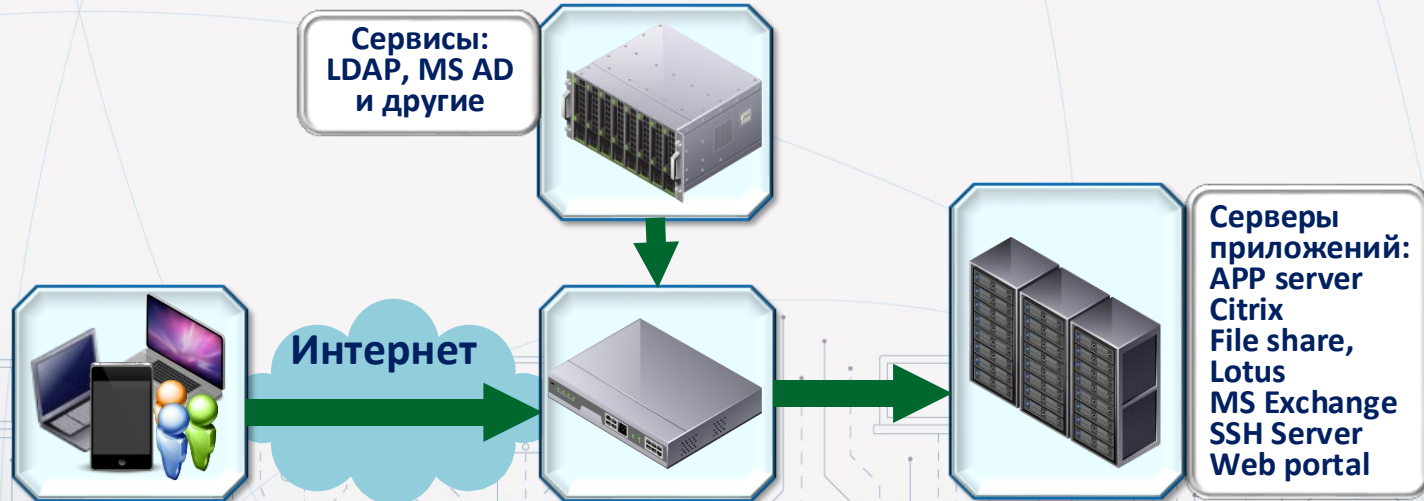 Сервисы:
LDAP, MS AD
и другие
Интернет
Серверы
приложений:
APP server
Citrix
File share,
Lotus
MS Exchange
SSH Server
Web portal